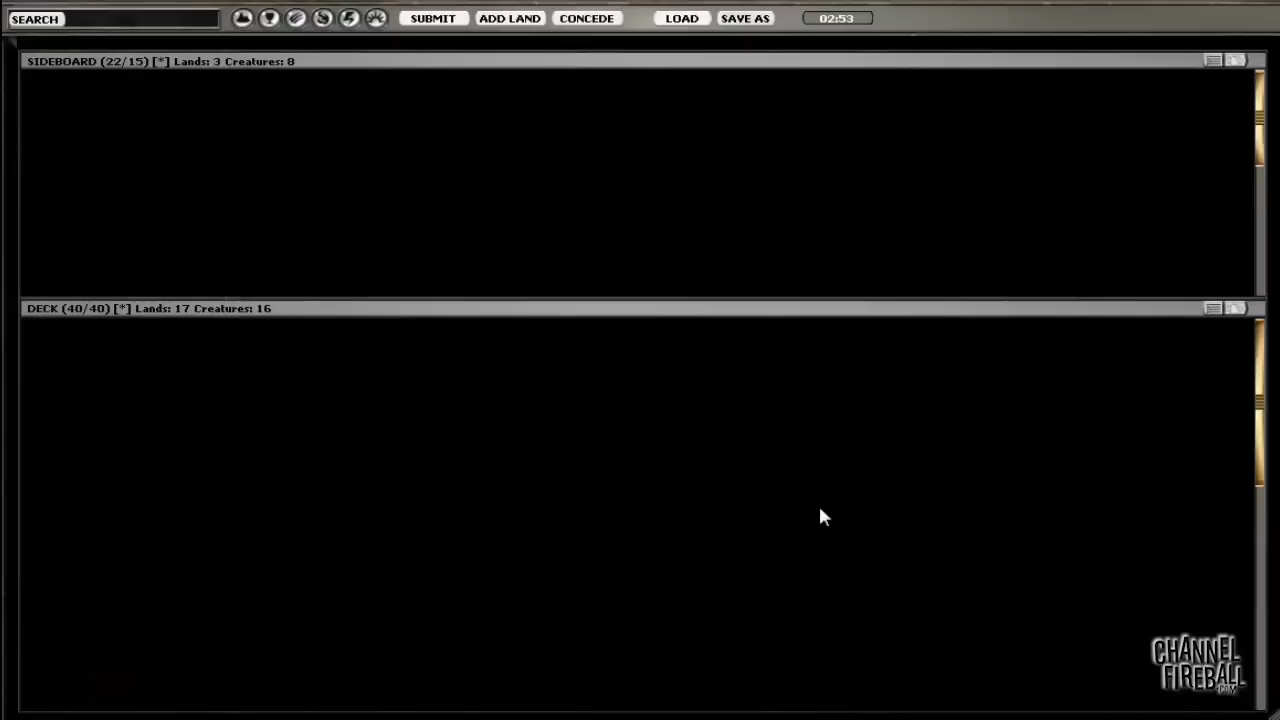 SEARCH SUBMIT ADD LAND CONCEDE LOAD SAVE AS 02:53
SIDEBOARD (22/15) [*] Lands: 3 Creatures: 8
DECK (40/40) [*] Lands: 17 Creatures: 16
CHANNEL
FIREBALL
.COM